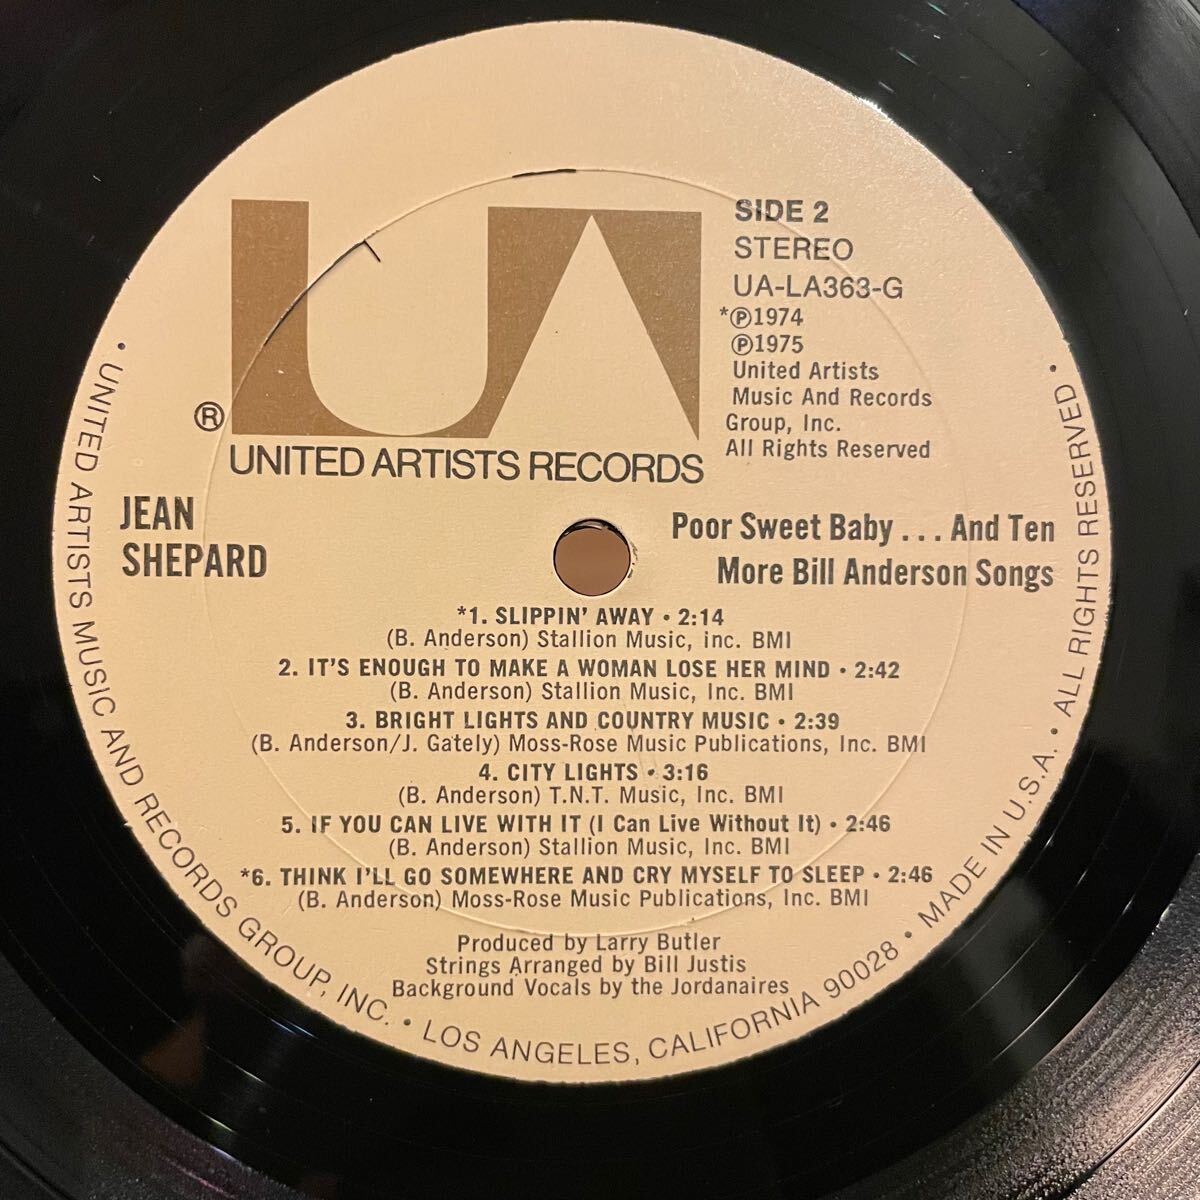 SIDE 2
STEREO
UA-LA363-G
*Ⓟ1974
Ⓟ1975
United Artists
Music And Records
Group, Inc.
All Rights Reserved
UA
®
UNITED ARTISTS RECORDS
JEAN
SHEPARD
Poor Sweet Baby . . . And Ten
More Bill Anderson Songs
*1. SLIPPIN' AWAY • 2:14
(B. Anderson) Stallion Music, inc. BMI
2. IT'S ENOUGH TO MAKE A WOMAN LOSE HER MIND • 2:42
(B. Anderson) Stallion Music, Inc. BMI
3. BRIGHT LIGHTS AND COUNTRY MUSIC • 2:39
(B. Anderson/J. Gately) Moss-Rose Music Publications, Inc. BMI
4. CITY LIGHTS • 3:16
(B. Anderson) T.N.T. Music, Inc. BMI
5. IF YOU CAN LIVE WITH IT (I Can Live Without It) • 2:46
(B. Anderson) Stallion Music, Inc. BMI
*6. THINK I'LL GO SOMEWHERE AND CRY MYSELF TO SLEEP • 2:46
(B. Anderson) Moss-Rose Music Publications, Inc. BMI
Produced by Larry Butler
Strings Arranged by Bill Justis
Background Vocals by the Jordanaires
• UNITED ARTISTS MUSIC AND RECORDS GROUP, INC. • LOS ANGELES, CALIFORNIA 90028 • MADE IN U.S.A. • ALL RIGHTS RESERVED •